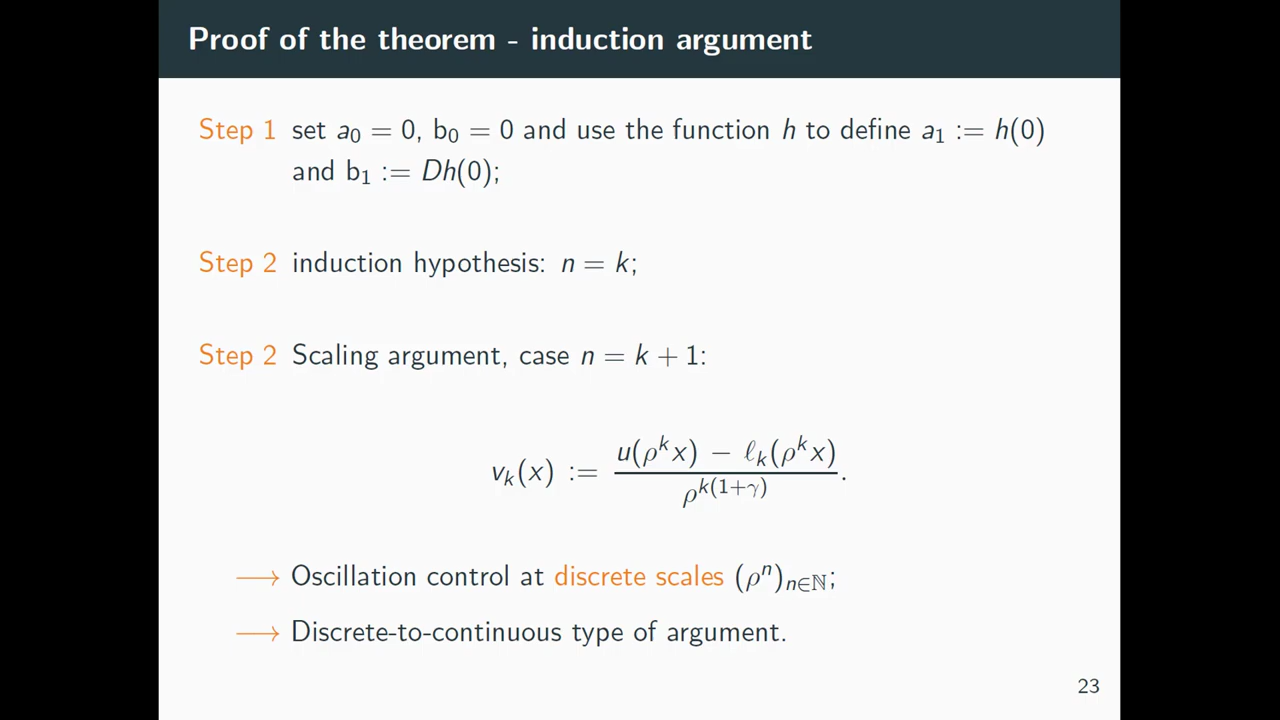 Proof of the theorem - induction argument
Step 1 set a₀ = 0, b₀ = 0 and use the function h to define a₁ := h(0)
and b₁ := Dh(0);
Step 2 induction hypothesis: n = k;
Step 2 Scaling argument, case n = k + 1:
vₖ(x) := \frac{u(ρ^k x) − ℓₖ(ρ^k x)}{ρ^{k(1+γ)}}.
⟶ Oscillation control at discrete scales (ρⁿ)_{n∈ℕ};
⟶ Discrete-to-continuous type of argument.
23